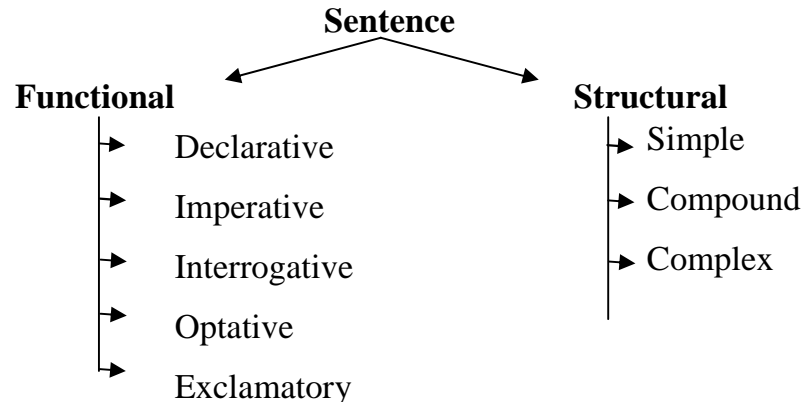 Sentence
Functional
Declarative
Imperative
Interrogative
Optative
Exclamatory
Structural
Simple
Compound
Complex